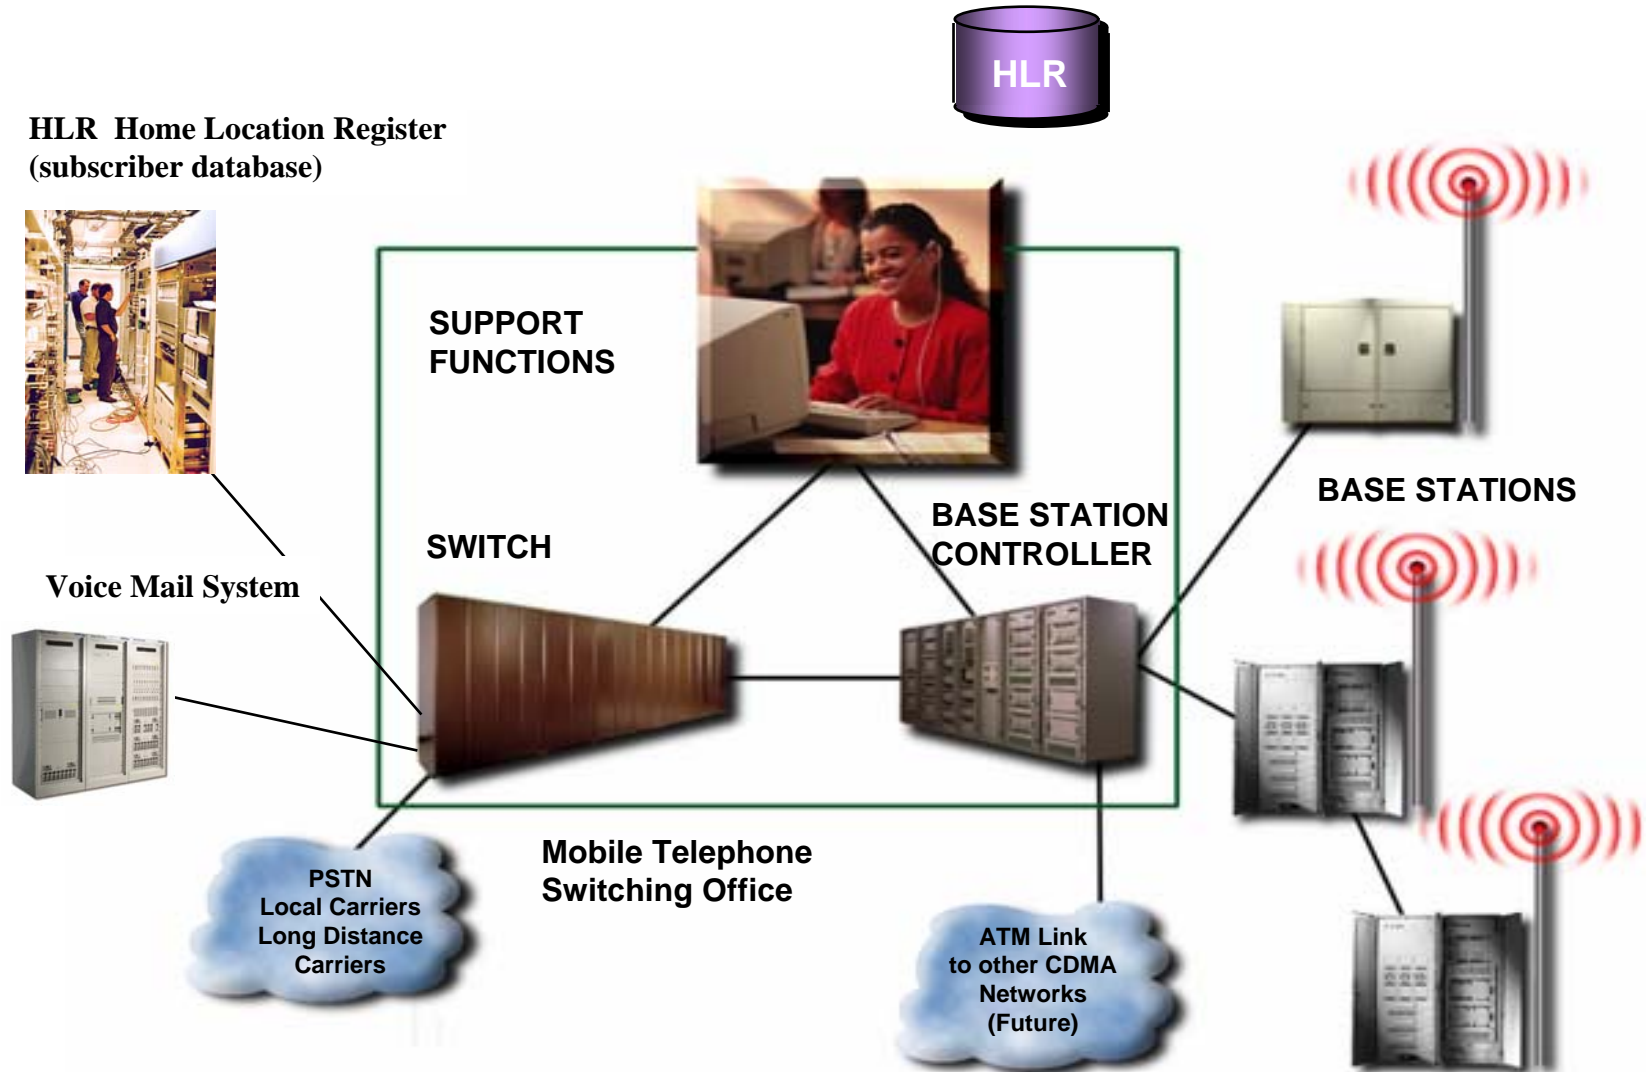 HLR
HLR Home Location Register
(subscriber database)
SUPPORT
FUNCTIONS
BASE STATIONS
BASE STATION
CONTROLLER
SWITCH
Voice Mail System
Mobile Telephone
Switching Office
PSTN
Local Carriers
Long Distance
Carriers
ATM Link
to other CDMA
Networks
(Future)